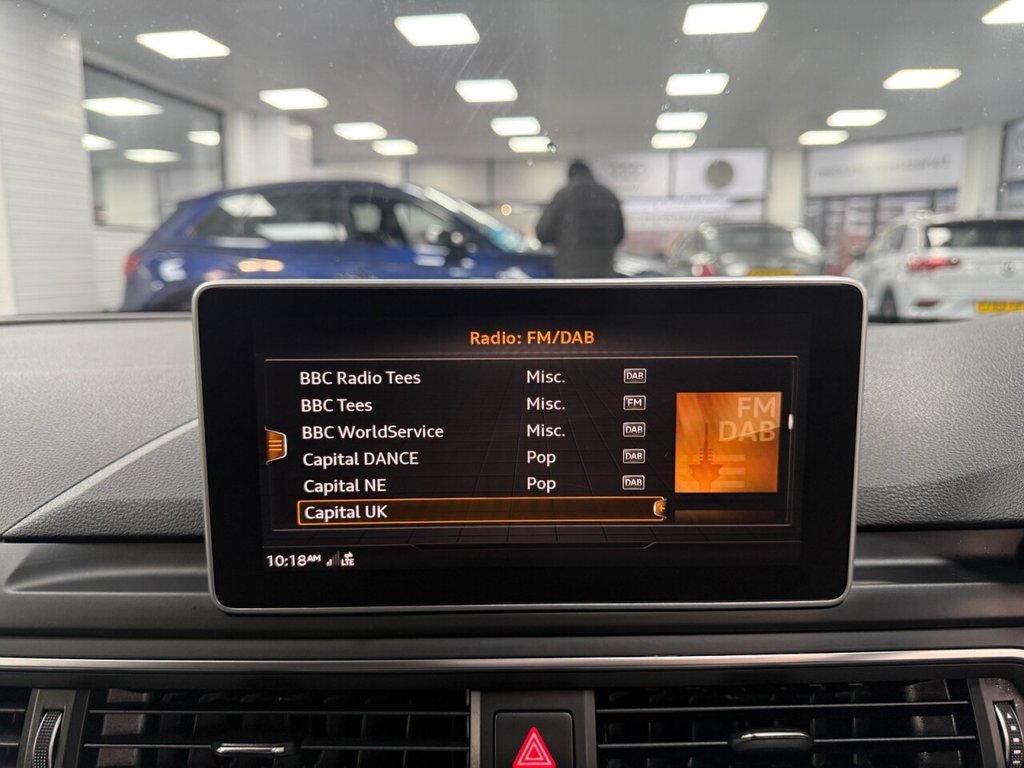 Radio: FM/DAB
BBC Radio Tees Misc. DAB
BBC Tees Misc. FM
BBC WorldService Misc. DAB
Capital DANCE Pop DAB
Capital NE Pop DAB
Capital UK
FM
DAB
10:18AM LTE